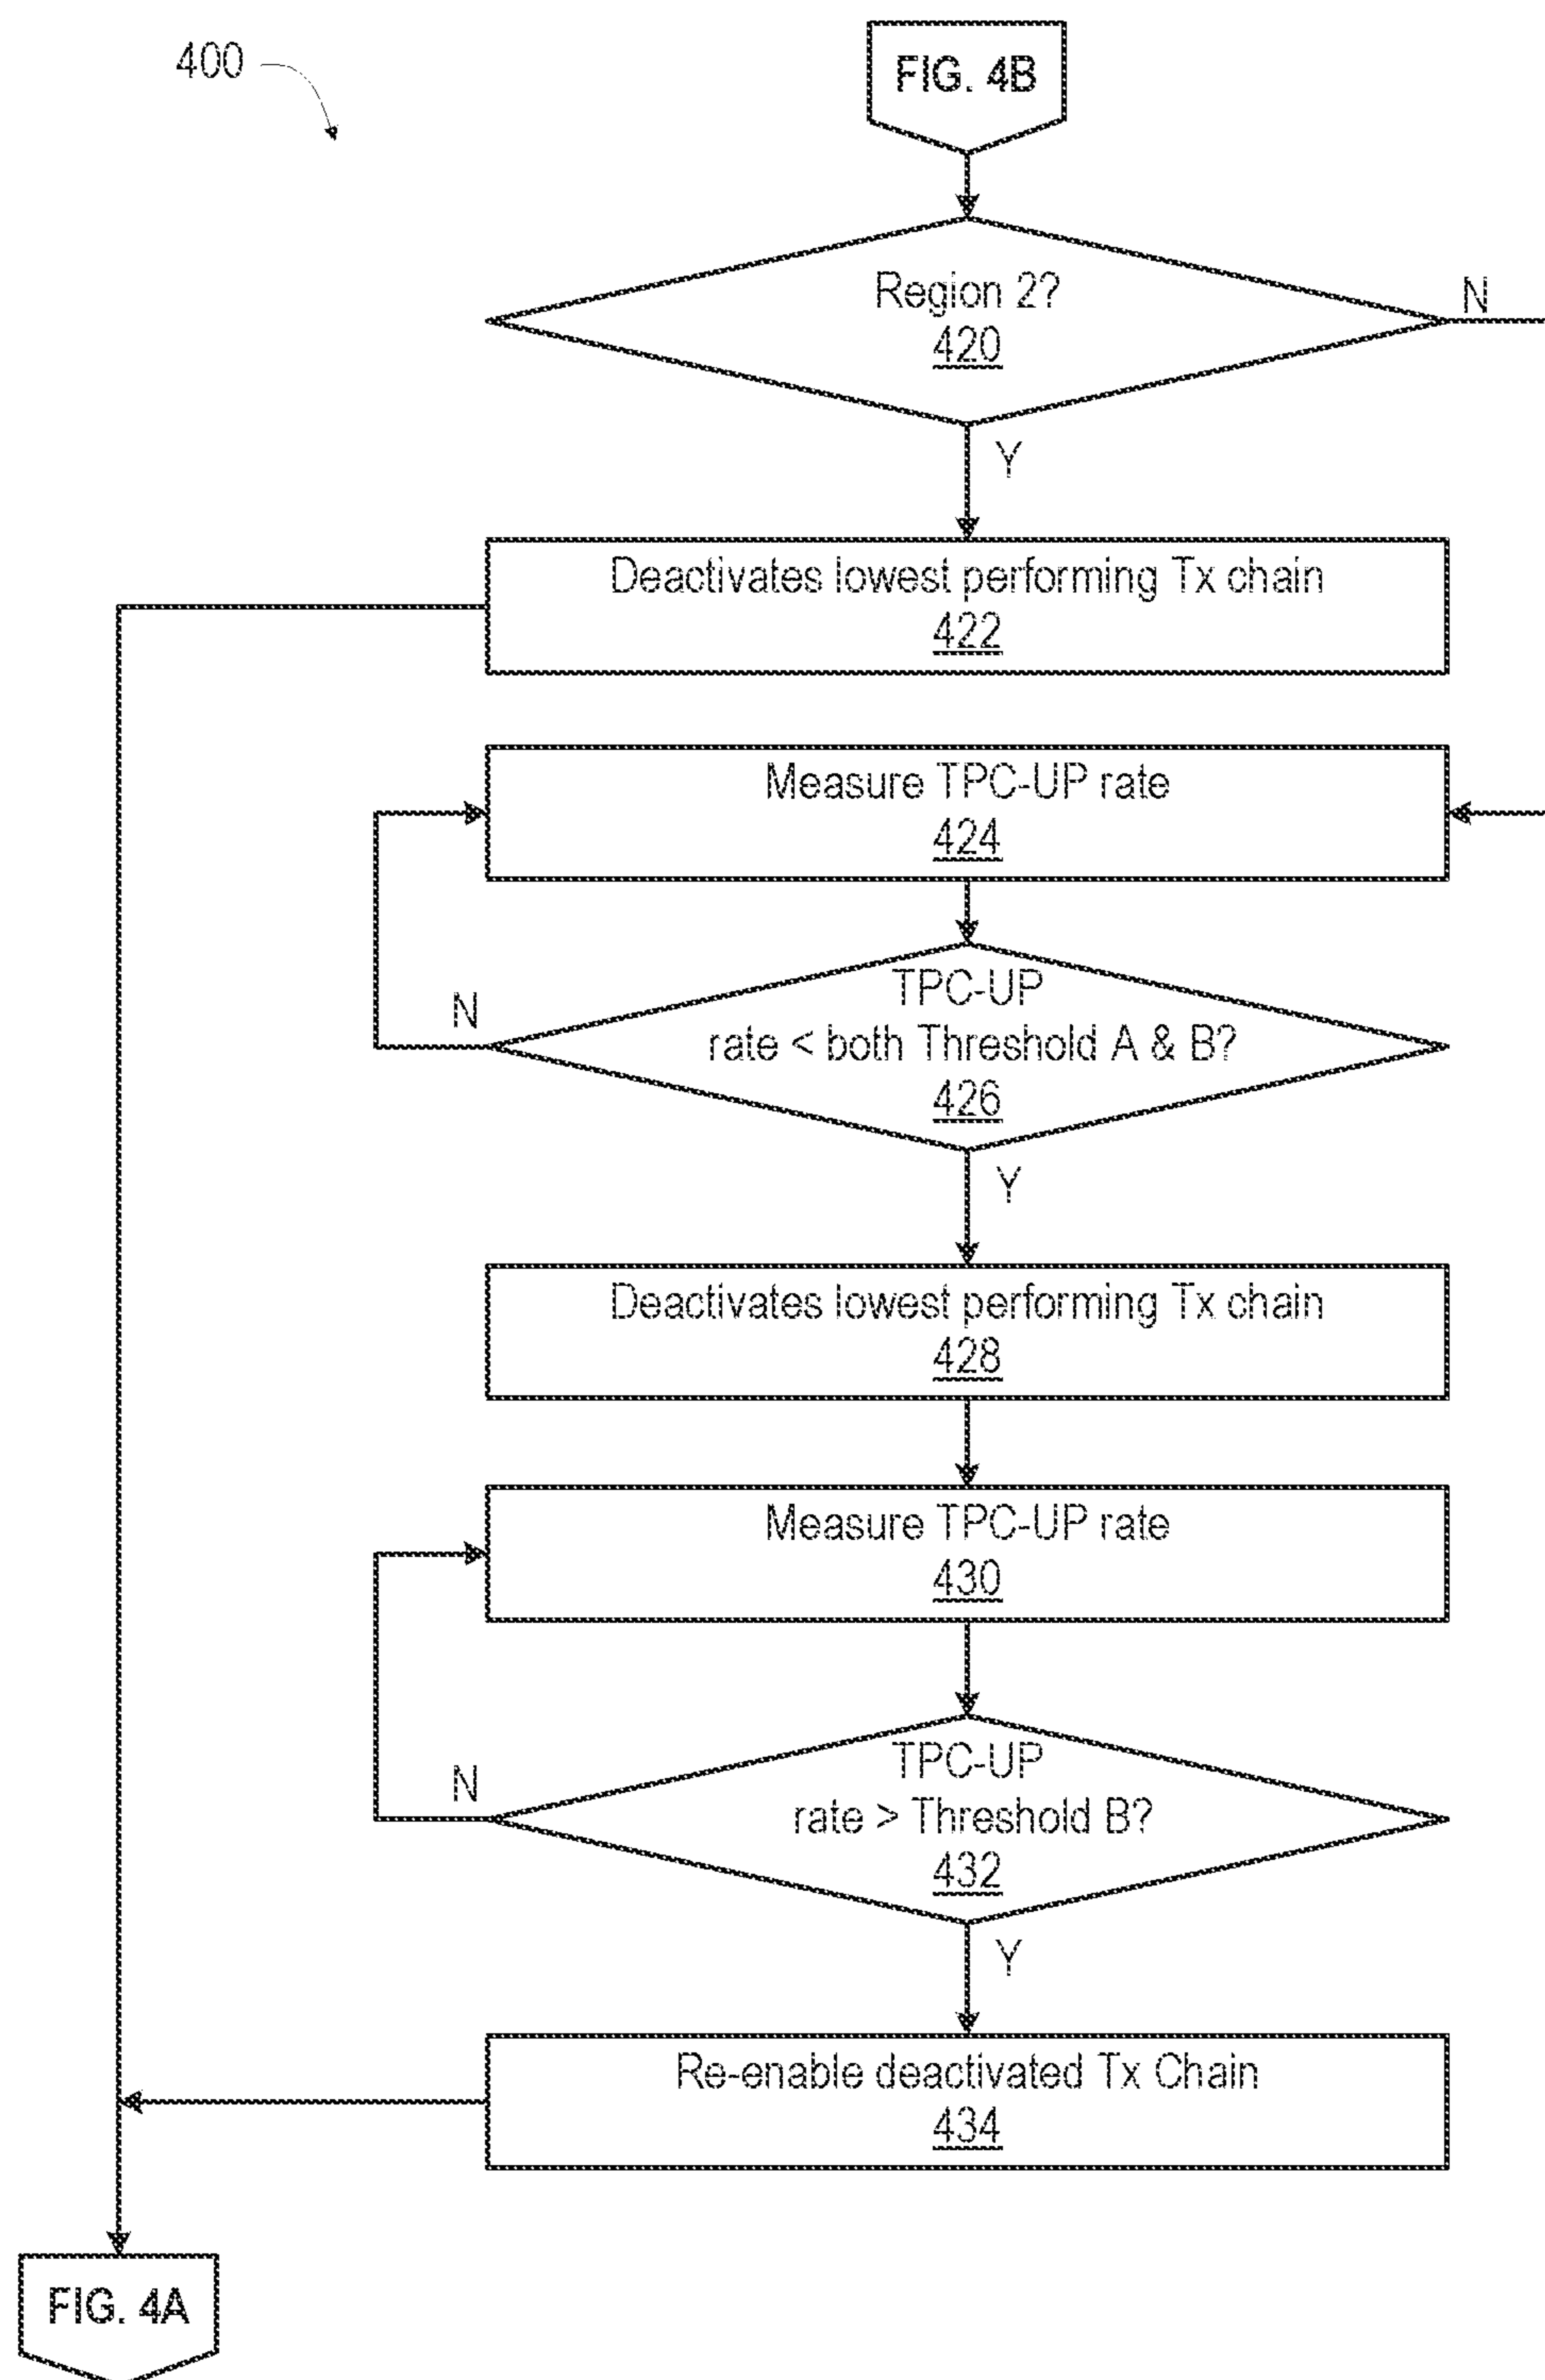 400
FIG. 4B
Region 2?
420
N
Y
Deactivates lowest performing Tx chain
422
Measure TPC-UP rate
424
TPC-UP
rate < both Threshold A & B?
426
N
Y
Deactivates lowest performing Tx chain
428
Measure TPC-UP rate
430
TPC-UP
rate > Threshold B?
432
N
Y
Re-enable deactivated Tx Chain
434
FIG. 4A